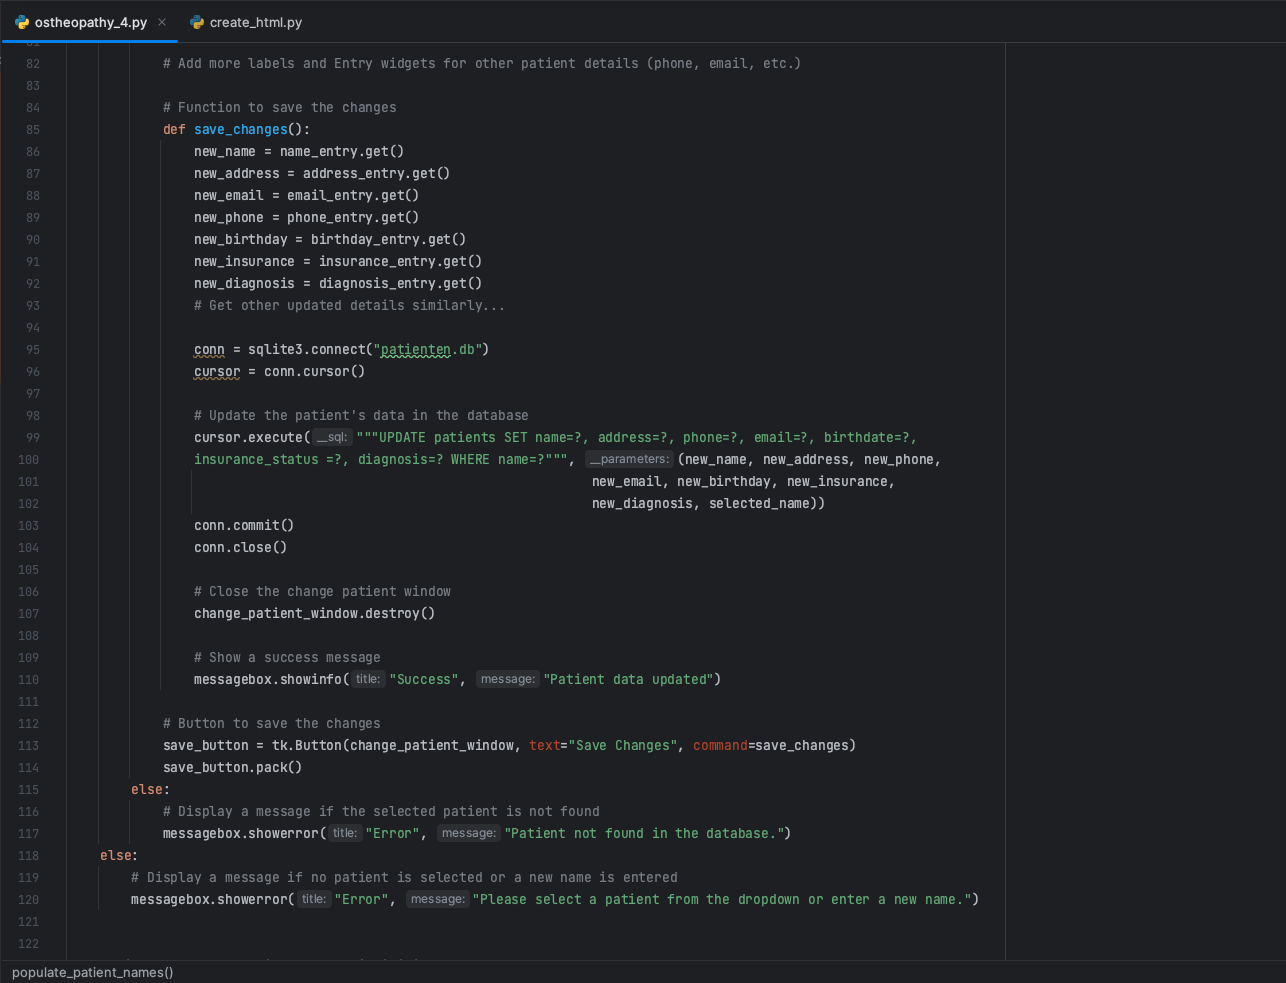 ostheopathy_4.py
create_html.py
82 # Add more labels and Entry widgets for other patient details (phone, email, etc.)
83
84 # Function to save the changes
85 def save_changes():
86 new_name = name_entry.get()
87 new_address = address_entry.get()
88 new_email = email_entry.get()
89 new_phone = phone_entry.get()
90 new_birthday = birthday_entry.get()
91 new_insurance = insurance_entry.get()
92 new_diagnosis = diagnosis_entry.get()
93 # Get other updated details similarly...
94
95 conn = sqlite3.connect("patienten.db")
96 cursor = conn.cursor()
97
98 # Update the patient's data in the database
99 cursor.execute( __sql: """UPDATE patients SET name=?, address=?, phone=?, email=?, birthdate=?,
100 insurance_status =?, diagnosis=? WHERE name=?""", __parameters: (new_name, new_address, new_phone,
101 new_email, new_birthday, new_insurance,
102 new_diagnosis, selected_name))
103 conn.commit()
104 conn.close()
105
106 # Close the change patient window
107 change_patient_window.destroy()
108
109 # Show a success message
110 messagebox.showinfo( title: "Success", message: "Patient data updated")
111
112 # Button to save the changes
113 save_button = tk.Button(change_patient_window, text="Save Changes", command=save_changes)
114 save_button.pack()
115 else:
116 # Display a message if the selected patient is not found
117 messagebox.showerror( title: "Error", message: "Patient not found in the database.")
118 else:
119 # Display a message if no patient is selected or a new name is entered
120 messagebox.showerror( title: "Error", message: "Please select a patient from the dropdown or enter a new name.")
121
122
populate_patient_names()